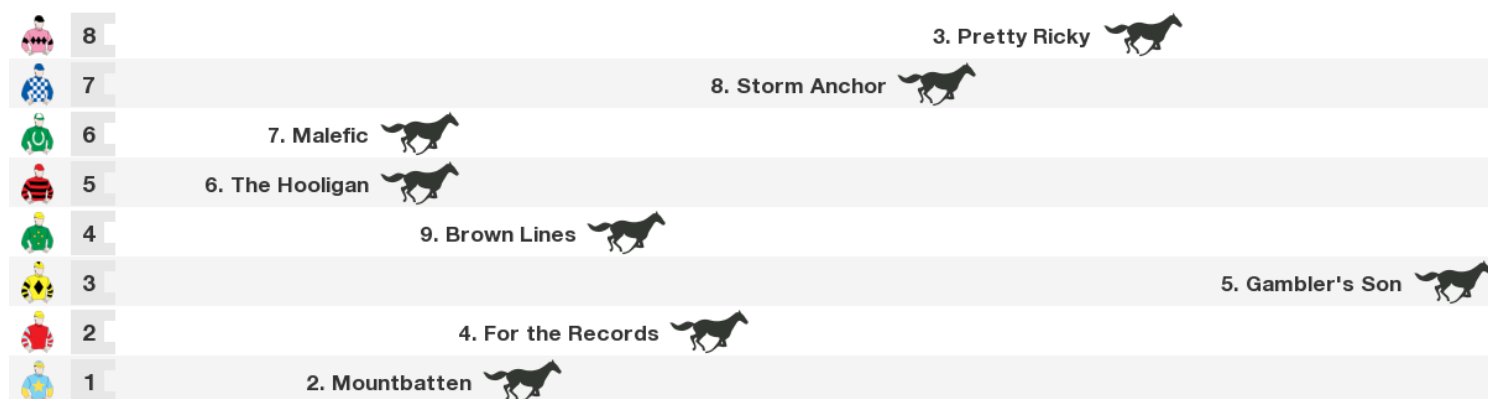 8 3. Pretty Ricky
7 8. Storm Anchor
6 7. Malefic
5 6. The Hooligan
4 9. Brown Lines
3 5. Gambler's Son
2 4. For the Records
1 2. Mountbatten